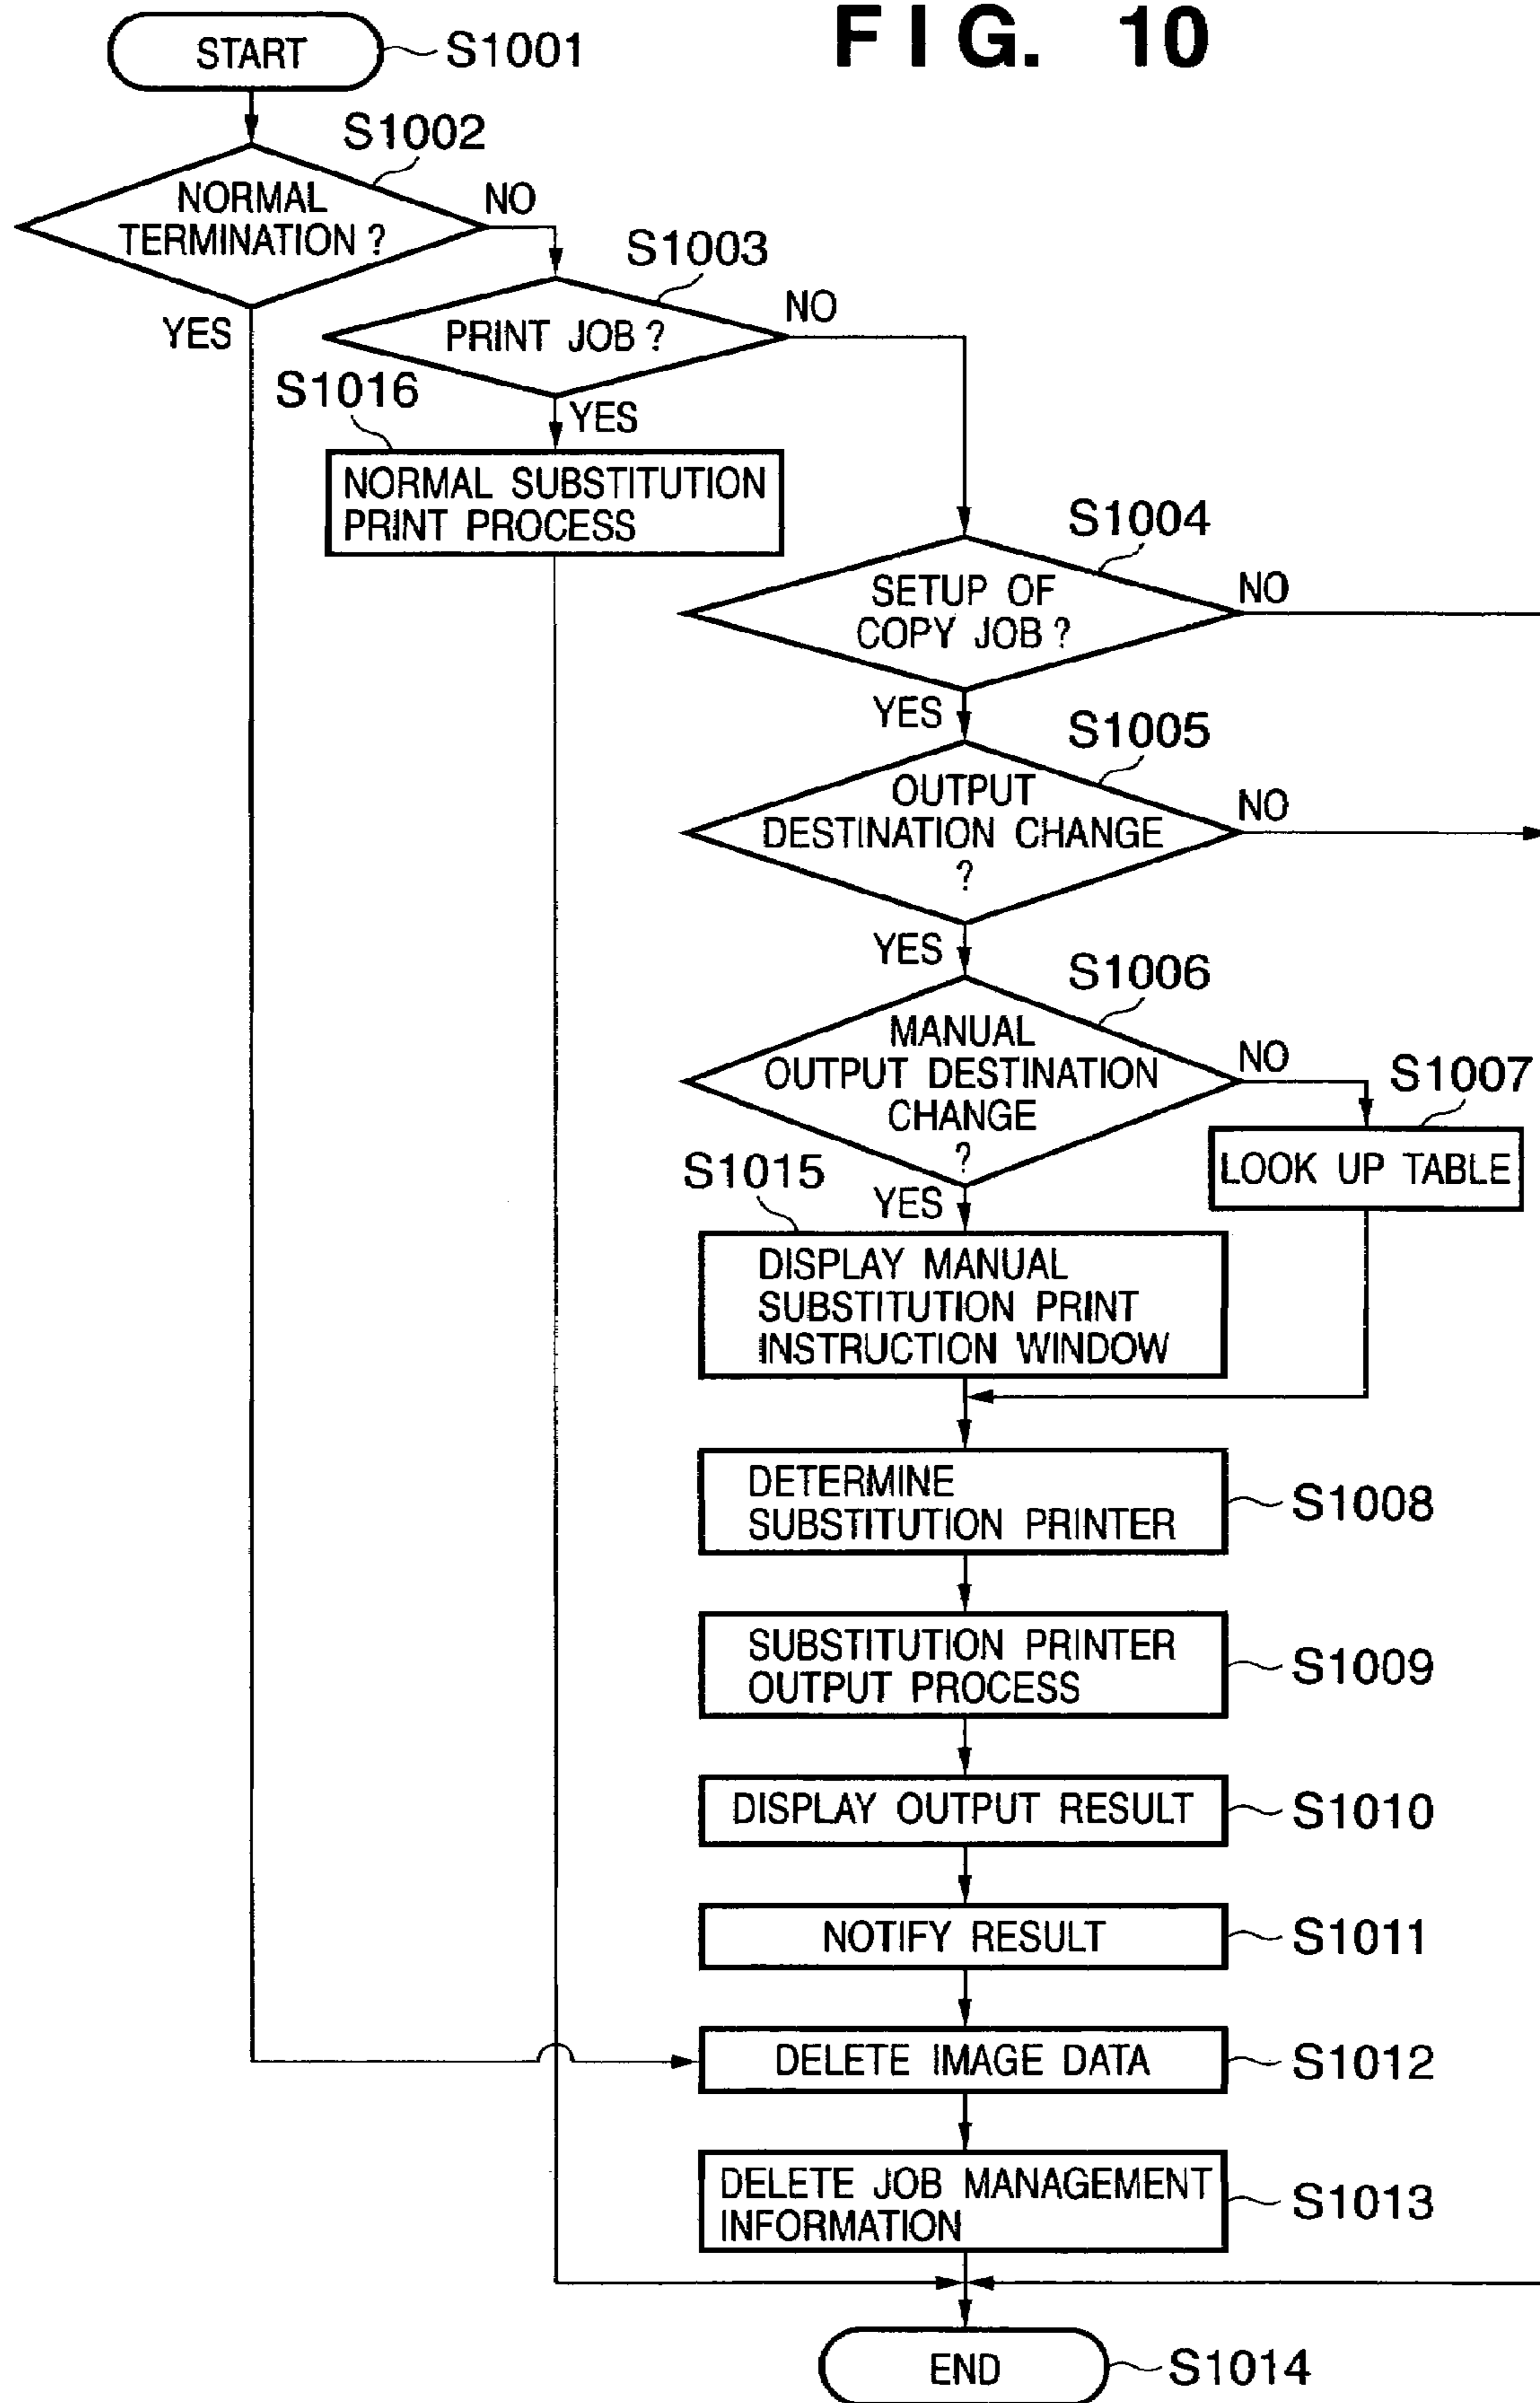 FIG. 10
START
S1001
S1002
NORMAL
TERMINATION ?
NO
YES
S1003
PRINT JOB ?
NO
YES
S1016
NORMAL SUBSTITUTION
PRINT PROCESS
S1004
SETUP OF
COPY JOB ?
NO
YES
S1005
OUTPUT
DESTINATION CHANGE
?
NO
YES
S1006
MANUAL
OUTPUT DESTINATION
CHANGE
?
NO
S1007
LOOK UP TABLE
YES
S1015
DISPLAY MANUAL
SUBSTITUTION PRINT
INSTRUCTION WINDOW
DETERMINE
SUBSTITUTION PRINTER
S1008
SUBSTITUTION PRINTER
OUTPUT PROCESS
S1009
DISPLAY OUTPUT RESULT
S1010
NOTIFY RESULT
S1011
DELETE IMAGE DATA
S1012
DELETE JOB MANAGEMENT
INFORMATION
S1013
END
S1014